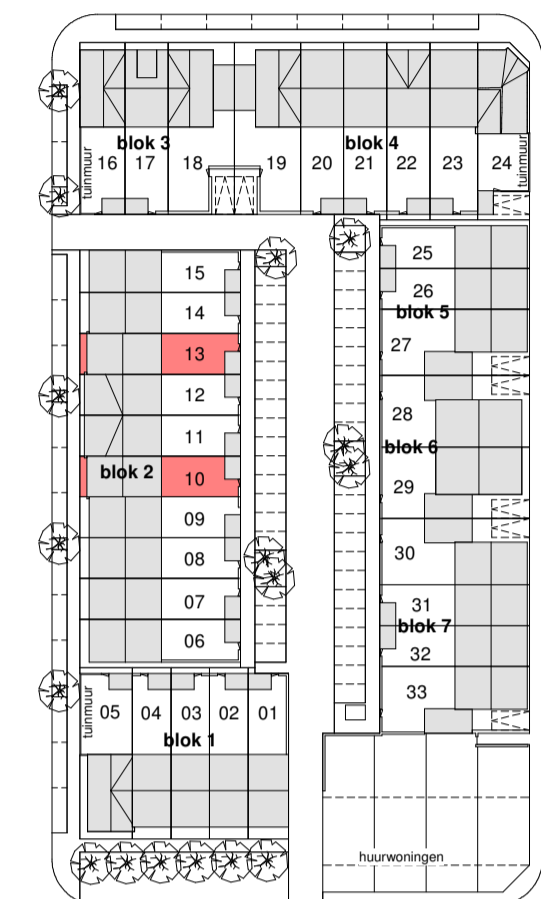 blok 3
blok 4
tuinmuur
16 17 18 19 20 21 22 23 24
tuinmuur
15
14
13
12
11
10
blok 2
09
08
07
06
25
26
blok 5
27
28
blok 6
29
30
31
blok 7
32
33
tuinmuur
05 04 03 02 01
blok 1
huurwoningen